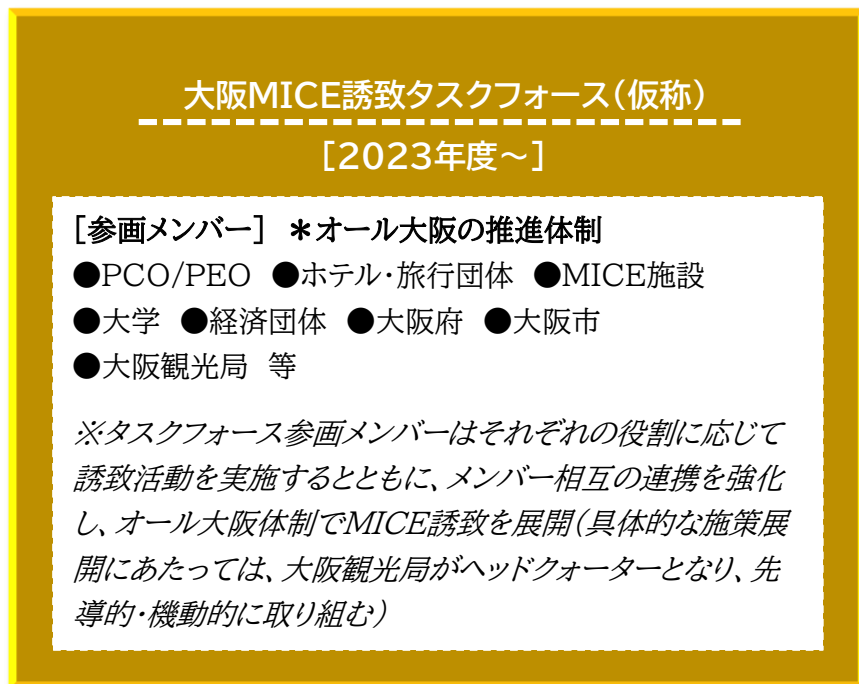 大阪MICE誘致タスクフォース（仮称）
［2023年度～］
［参画メンバー］ ＊オール大阪の推進体制
●PCO/PEO ●ホテル・旅行団体 ●MICE施設
●大学 ●経済団体 ●大阪府 ●大阪市
●大阪観光局 等
※タスクフォース参画メンバーはそれぞれの役割に応じて
誘致活動を実施するとともに、メンバー相互の連携を強化
し、オール大阪体制でMICE誘致を展開（具体的な施策展
開にあたっては、大阪観光局がヘッドクォーターとなり、先
導的・機動的に取り組む）